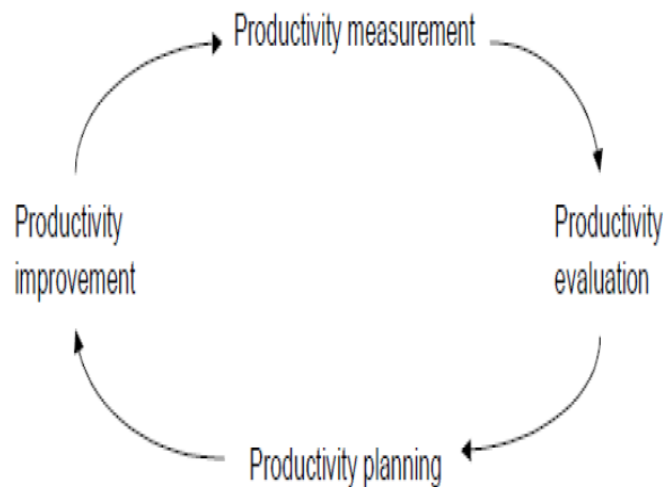 Productivity measurement
Productivity
improvement
Productivity
evaluation
Productivity planning